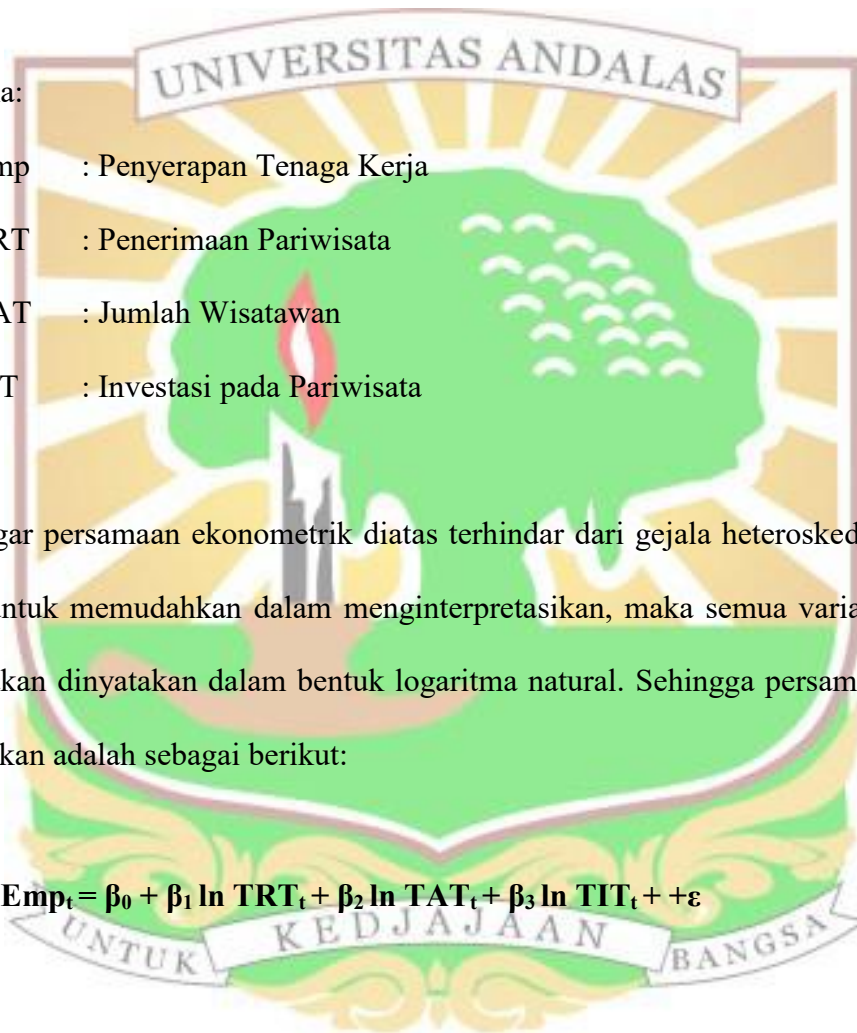 UNIVERSITAS ANDALAS
a:
mp : Penyerapan Tenaga Kerja
RT : Penerimaan Pariwisata
AT : Jumlah Wisatawan
T : Investasi pada Pariwisata
gar persamaan ekonometrik diatas terhindar dari gejala heterosked
ntuk memudahkan dalam menginterpretasikan, maka semua varia
kan dinyatakan dalam bentuk logaritma natural. Sehingga persam
kan adalah sebagai berikut:
Empₜ = β₀ + β₁ ln TRTₜ + β₂ ln TATₜ + β₃ ln TITₜ + +ε
UNTUK KEDJAJAAN BANGSA